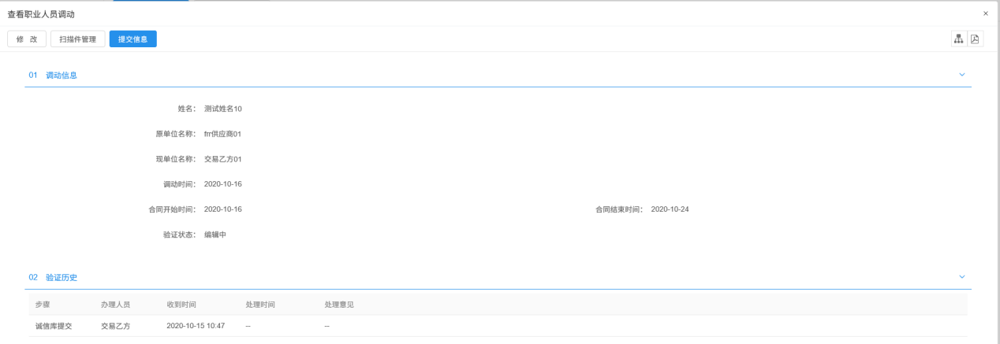 查看职业人员调动 ×
修 改 扫描件管理 提交信息
01 调动信息
姓名： 测试姓名10
原单位名称： frr供应商01
现单位名称： 交易乙方01
调动时间： 2020-10-16
合同开始时间： 2020-10-16 合同结束时间： 2020-10-24
验证状态： 编辑中
02 验证历史
步骤 办理人员 收到时间 处理时间 处理意见
诚信库提交 交易乙方 2020-10-15 10:47 -- --